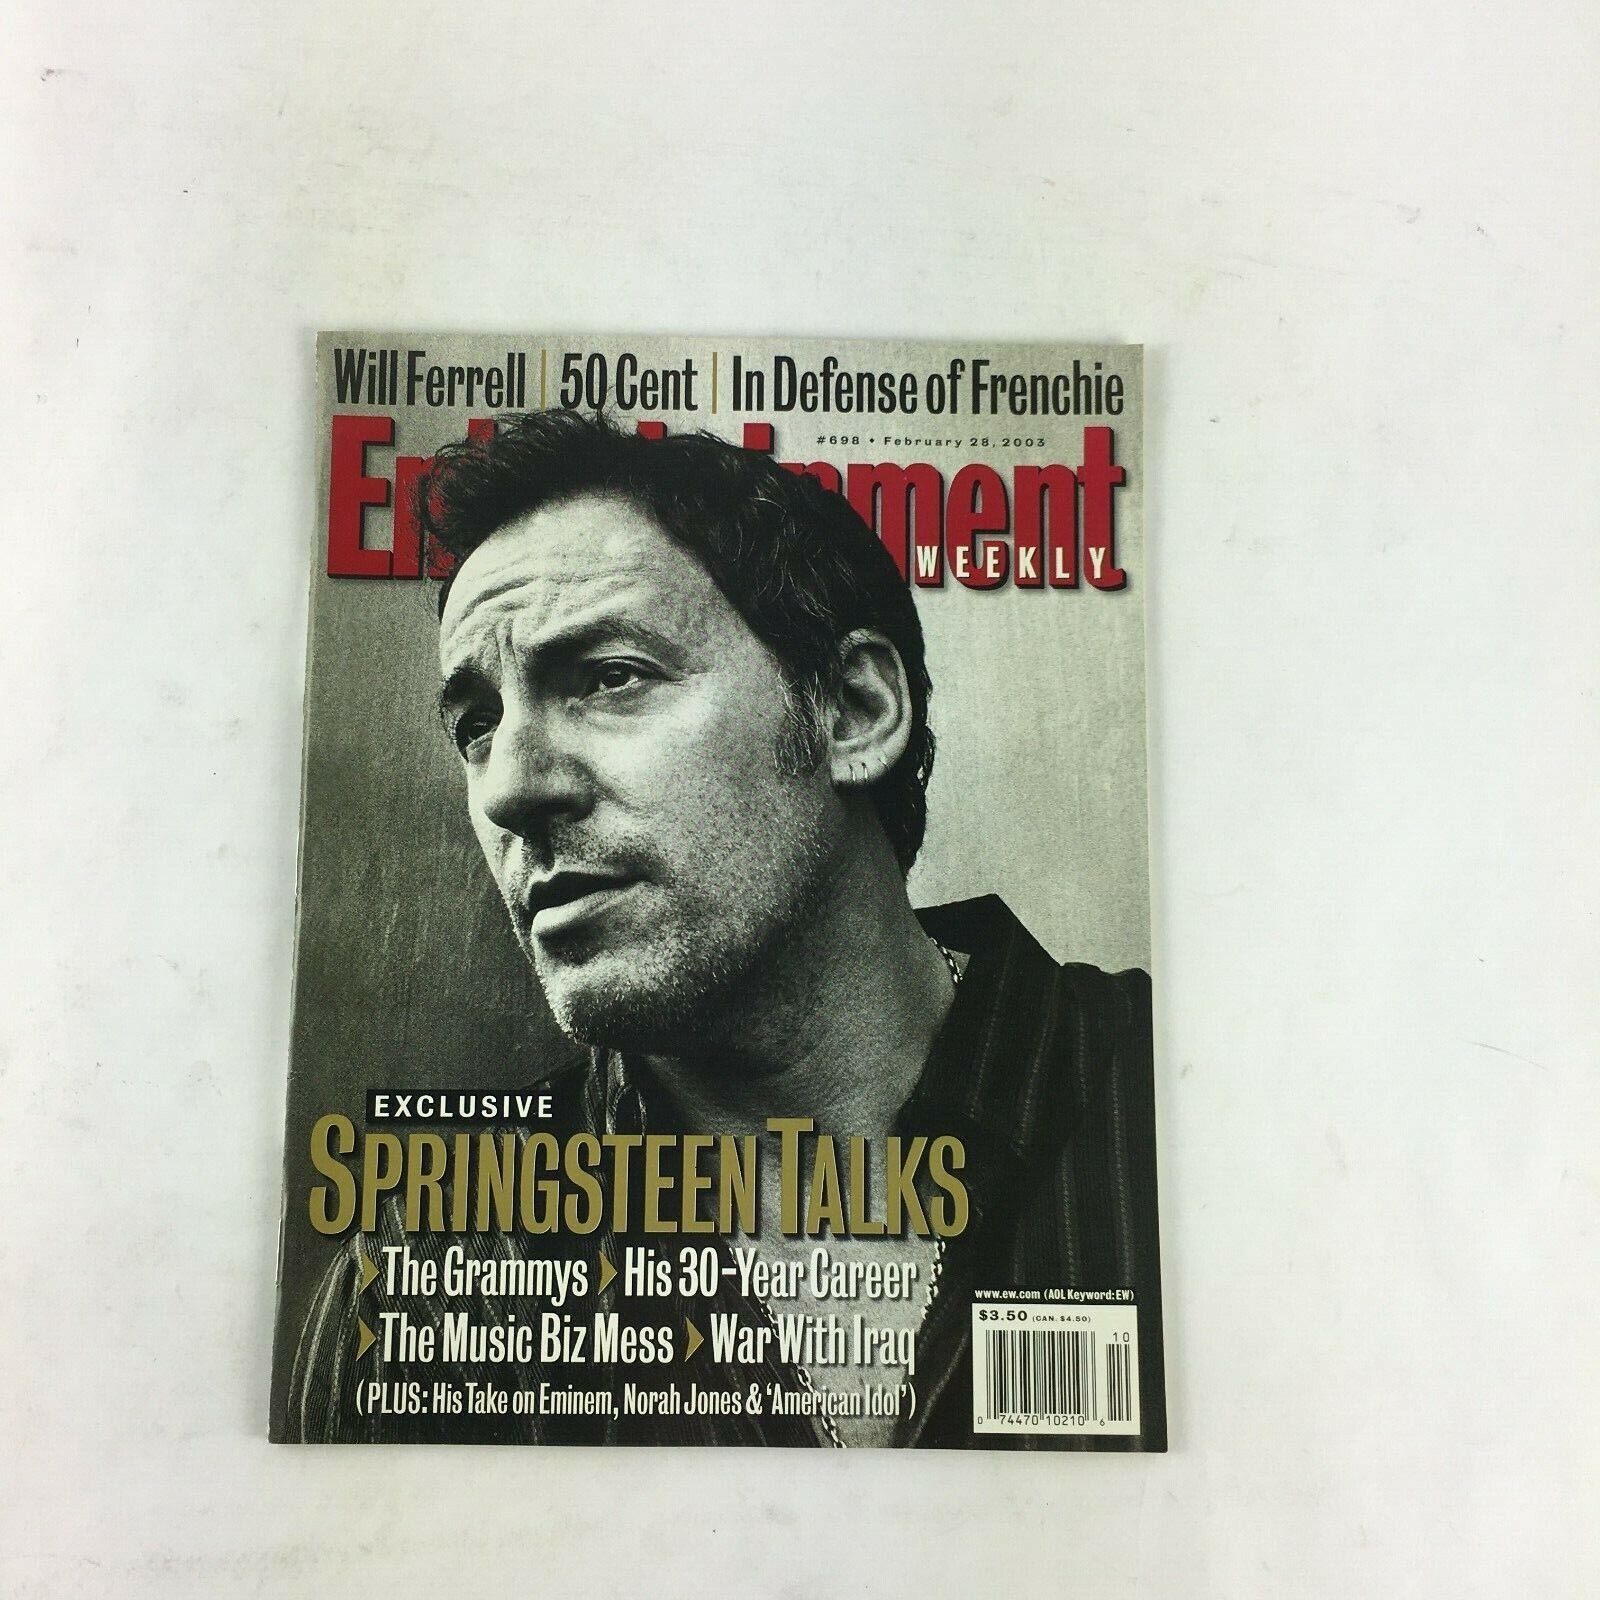 Will Ferrell | 50 Cent | In Defense of Frenchie
#698 • February 28, 2003
Entertainment
WEEKLY
EXCLUSIVE
SPRINGSTEEN TALKS
The Grammys His 30-Year Career
The Music Biz Mess War With Iraq
(PLUS: His Take on Eminem, Norah Jones & 'American Idol')
www.ew.com (AOL Keyword: EW)
$3.50 (CAN. $4.50)
10
0 74470 10210 6